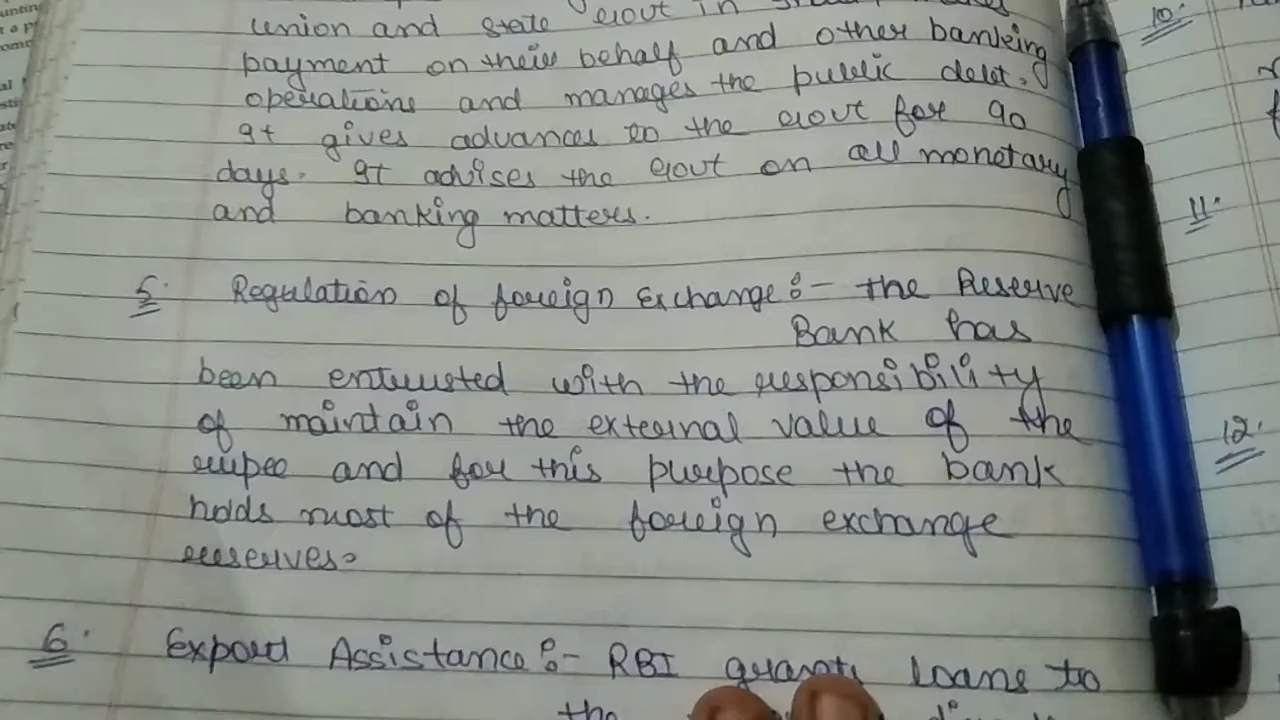 union and state Govt in
payment on their behalf and other banking
operations and manages the public debt.
It gives advances to the Govt for 90
days. It advises the Govt on all monetary
and banking matters.
5. Regulation of foreign Exchange:- the Reserve
Bank has
been entrusted with the responsibility
of maintain the external value of the
rupee and for this purpose the bank
holds most of the foreign exchange
reserves.
6. Export Assistance:- RBI grants loans to
the
10.
11.
12.